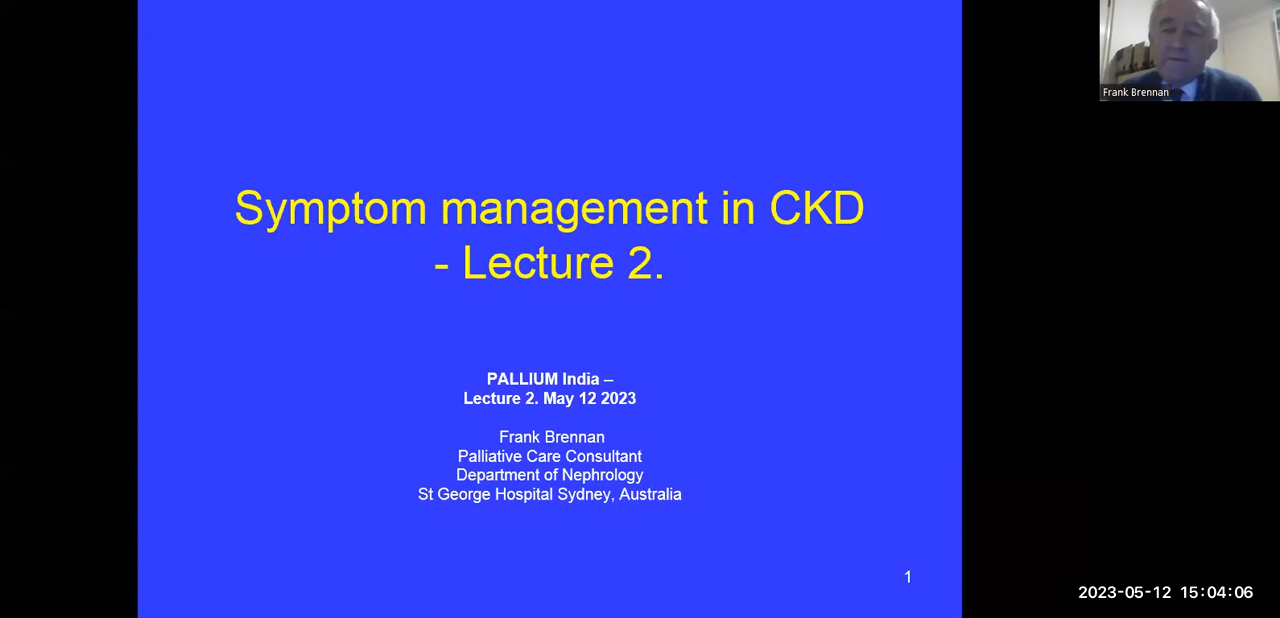 Frank Brennan
Symptom management in CKD
- Lecture 2.
PALLIUM India –
Lecture 2. May 12 2023
Frank Brennan
Palliative Care Consultant
Department of Nephrology
St George Hospital Sydney, Australia
1
2023-05-12 15:04:06